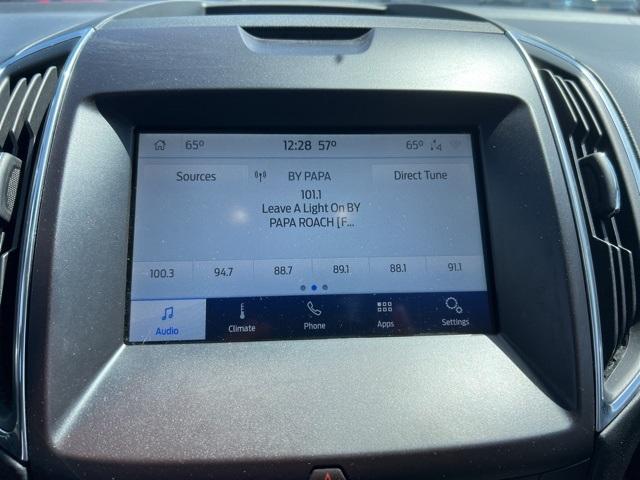 65° 12:28 57° 65°
Sources BY PAPA Direct Tune
101.1
Leave A Light On BY
PAPA ROACH [F...
100.3 94.7 88.7 89.1 88.1 91.1
Audio Climate Phone Apps Settings